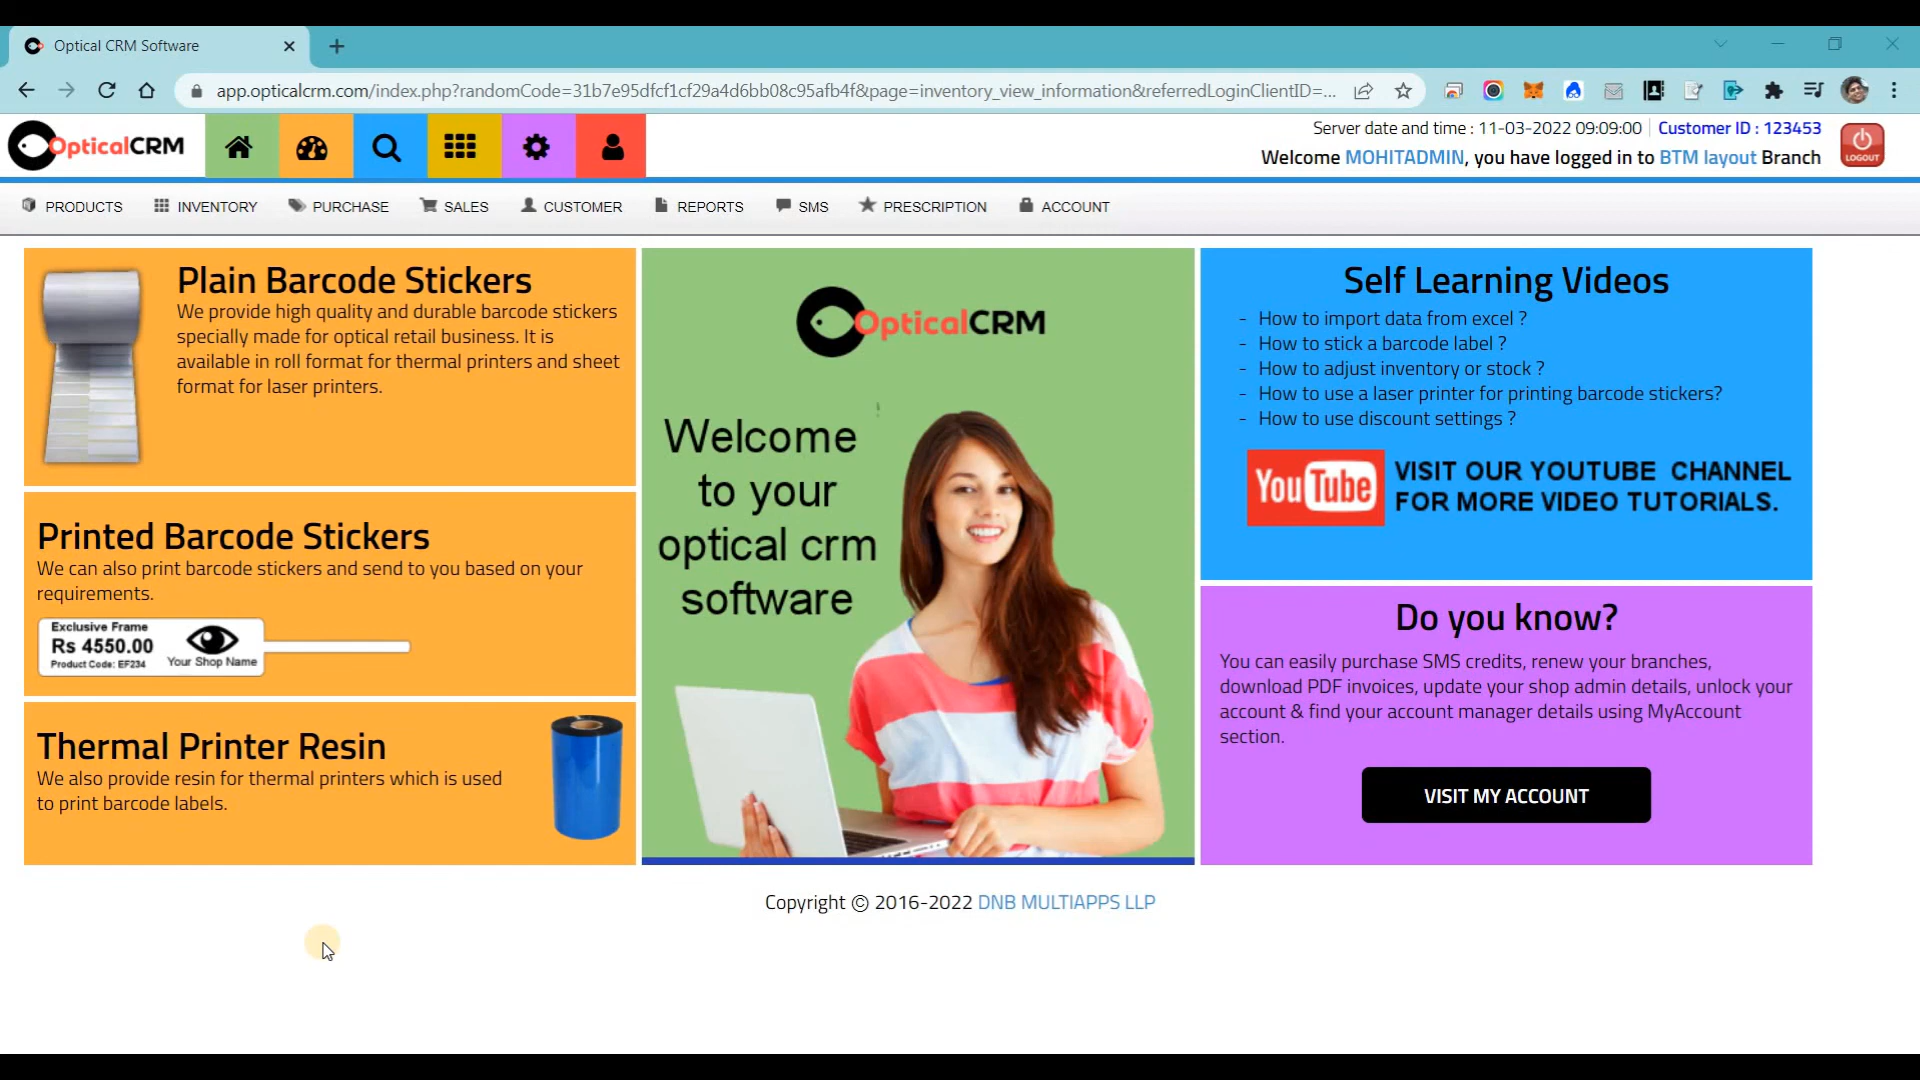 Optical CRM Software
app.opticalcrm.com/index.php?randomCode=31b7e95dfcf1cf29a4d6bb08c95afb4f&page=inventory_view_information&referredLoginClientID=...
OpticalCRM
Server date and time : 11-03-2022 09:09:00 Customer ID : 123453
Welcome MOHITADMIN, you have logged in to BTM layout Branch
LOGOUT
PRODUCTS INVENTORY PURCHASE SALES CUSTOMER REPORTS SMS PRESCRIPTION ACCOUNT
Plain Barcode Stickers
We provide high quality and durable barcode stickers
specially made for optical retail business. It is
available in roll format for thermal printers and sheet
format for laser printers.
Printed Barcode Stickers
We can also print barcode stickers and send to you based on your
requirements.
Exclusive Frame
Rs 4550.00
Product Code: EF234
Your Shop Name
Thermal Printer Resin
We also provide resin for thermal printers which is used
to print barcode labels.
OpticalCRM
Welcome
to your
optical crm
software
Self Learning Videos
- How to import data from excel ?
- How to stick a barcode label ?
- How to adjust inventory or stock ?
- How to use a laser printer for printing barcode stickers?
- How to use discount settings ?
YouTube
VISIT OUR YOUTUBE CHANNEL
FOR MORE VIDEO TUTORIALS.
Do you know?
You can easily purchase SMS credits, renew your branches,
download PDF invoices, update your shop admin details, unlock your
account & find your account manager details using MyAccount
section.
VISIT MY ACCOUNT
Copyright © 2016-2022 DNB MULTIAPPS LLP